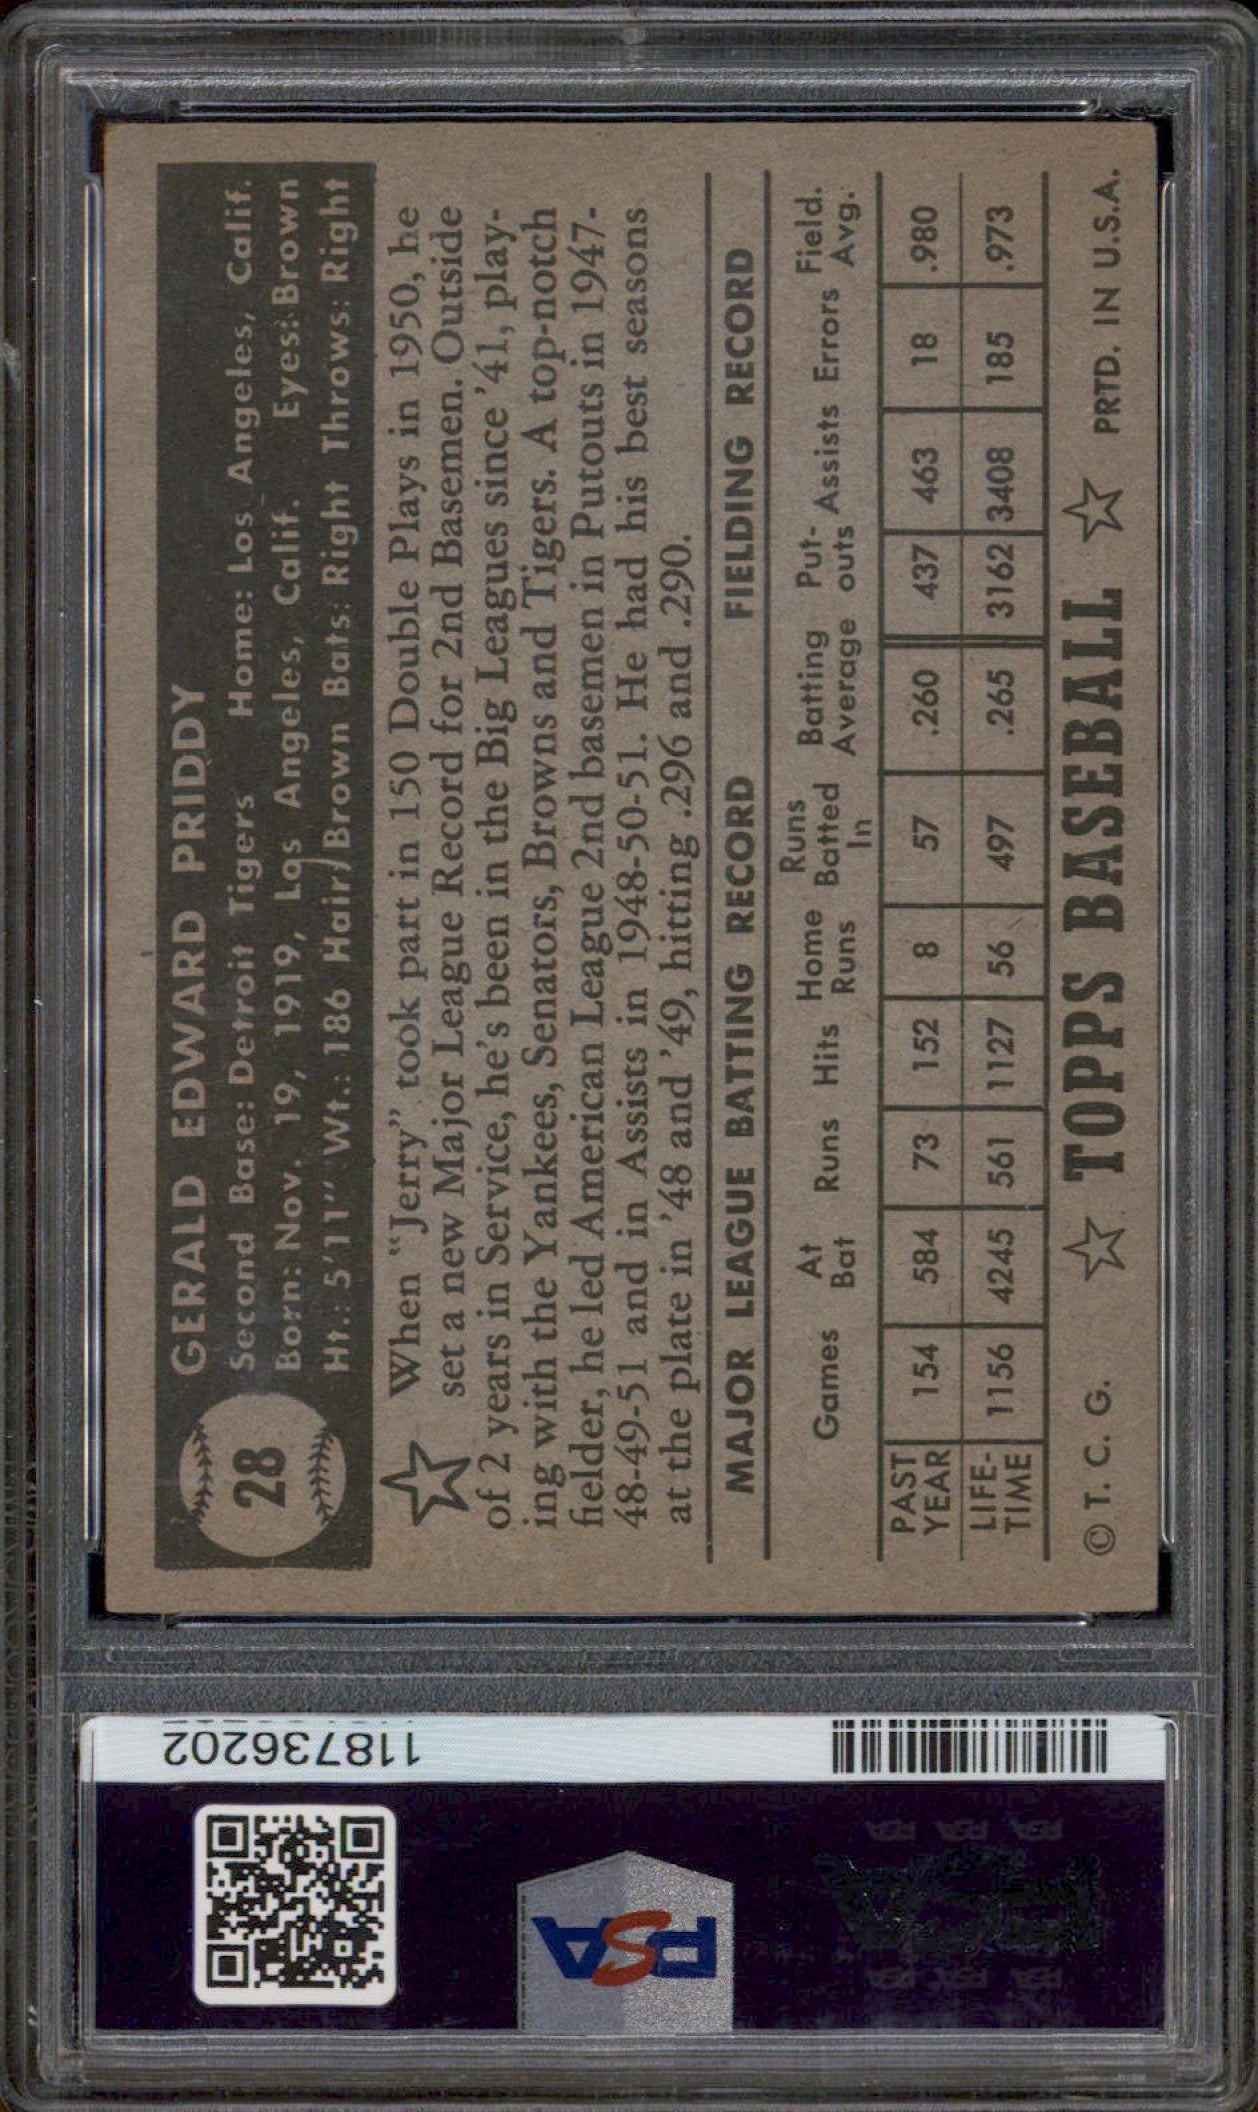 28
GERALD EDWARD PRIDDY
Second Base: Detroit Tigers Home: Los Angeles, Calif.
Born: Nov. 19, 1919, Los Angeles, Calif. Eyes: Brown
Ht.: 5'11" Wt.: 186 Hair: Brown Bats: Right Throws: Right
When "Jerry" took part in 150 Double Plays in 1950, he
set a new Major League Record for 2nd Basemen. Outside
of 2 years in Service, he's been in the Big Leagues since '41, play-
ing with the Yankees, Senators, Browns and Tigers. A top-notch
fielder, he led American League 2nd basemen in Putouts in 1947-
48-49-51 and in Assists in 1948-50-51. He had his best seasons
at the plate in '48 and '49, hitting .296 and .290.
MAJOR LEAGUE BATTING RECORD FIELDING RECORD
Games At Bat Runs Hits Home Runs Runs Batted In Batting Average Put-outs Assists Errors Field. Avg.
PAST YEAR 154 584 73 152 8 57 .260 437 463 18 .980
LIFE-TIME 1156 4245 561 1127 56 497 .265 3162 3408 185 .973
© T. C. G. TOPPS BASEBALL PRTD. IN U.S.A.
118736202
PSA